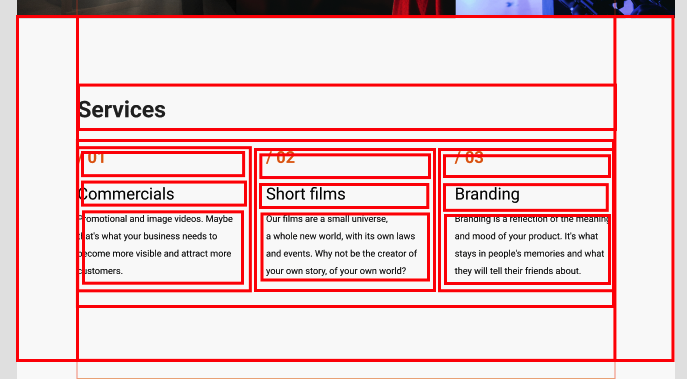 Services
/ 01
/ 02
/ 03
Commercials
Short films
Branding
Promotional and image videos. Maybe
that's what your business needs to
become more visible and attract more
customers.
Our films are a small universe,
a whole new world, with its own laws
and events. Why not be the creator of
your own story, of your own world?
Branding is a reflection of the meaning
and mood of your product. It's what
stays in people's memories and what
they will tell their friends about.